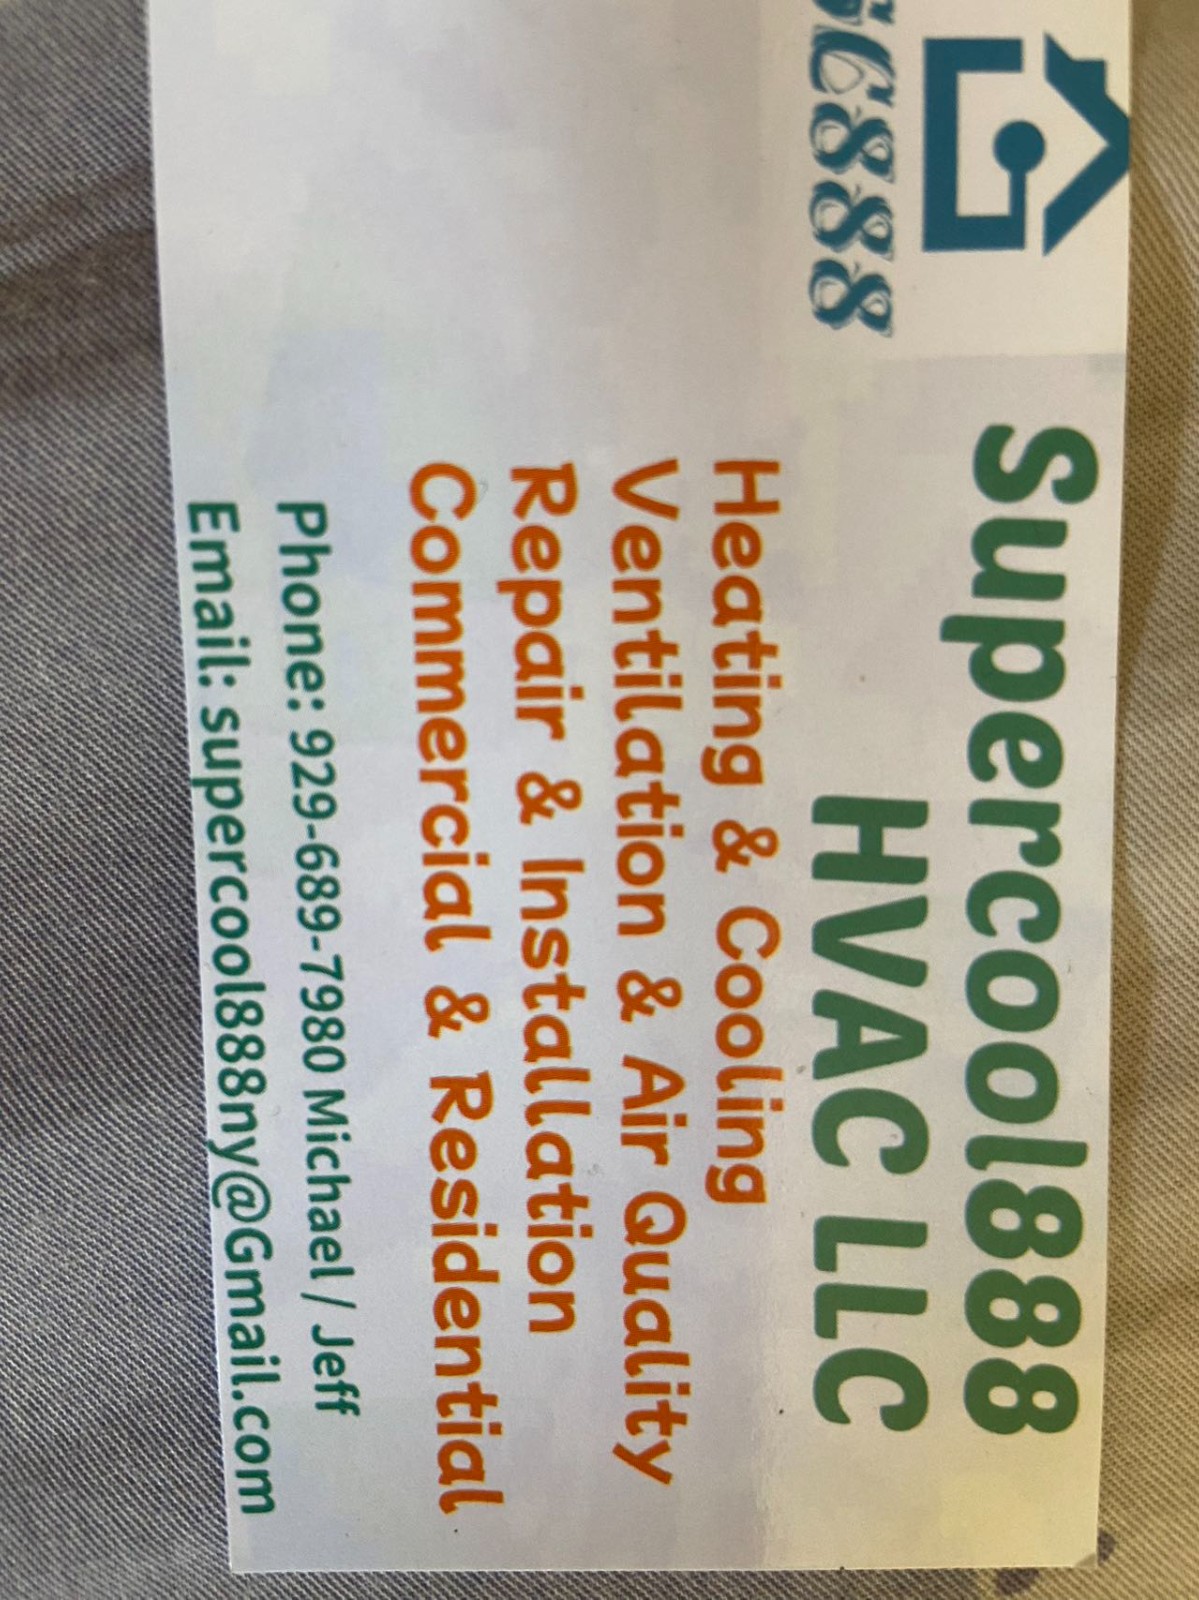 SC888
Supercool888
HVAC LLC
Heating & Cooling
Ventilation & Air Quality
Repair & Installation
Commercial & Residential
Phone: 929-689-7980 Michael / Jeff
Email: supercool888ny@Gmail.com